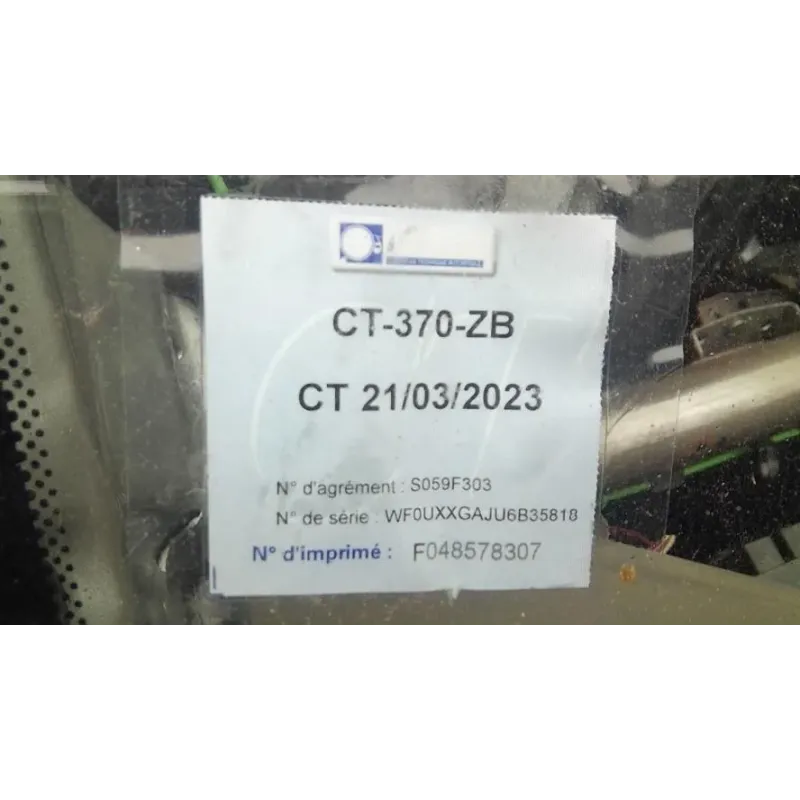 CT-370-ZB
CT 21/03/2023
N° d'agrément : S059F303
N° de série : WF0UXXGAJU6B35818
N° d'imprimé : F048578307